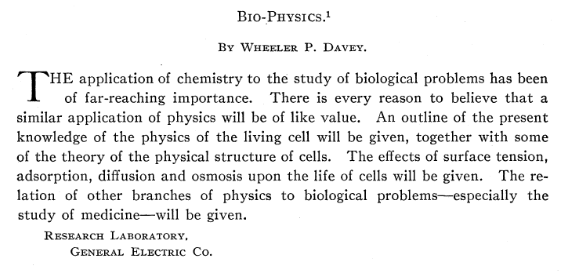 BIO-PHYSICS.¹
BY WHEELER P. DAVEY.
THE application of chemistry to the study of biological problems has been
of far-reaching importance. There is every reason to believe that a
similar application of physics will be of like value. An outline of the present
knowledge of the physics of the living cell will be given, together with some
of the theory of the physical structure of cells. The effects of surface tension,
adsorption, diffusion and osmosis upon the life of cells will be given. The re-
lation of other branches of physics to biological problems—especially the
study of medicine—will be given.
RESEARCH LABORATORY,
GENERAL ELECTRIC CO.